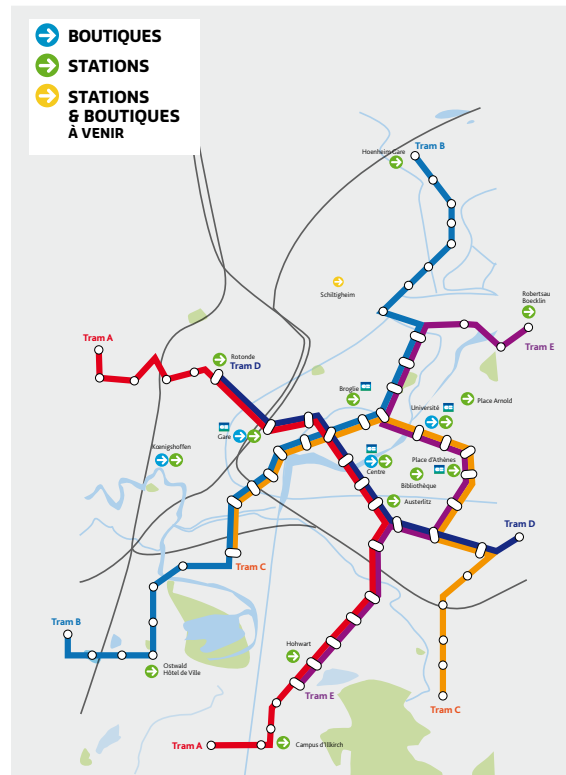 BOUTIQUES
STATIONS
STATIONS
& BOUTIQUES
À VENIR
Tram B
Hoenheim Gare
Schiltigheim
Robertsau
Boecklin
Tram E
Tram A
Rotonde
Tram D
Broglie
Place Arnold
Université
Gare
Kœnigshoffen
Centre
Place d'Athènes
Bibliothèque
Austerlitz
Tram D
Tram C
Tram B
Ostwald
Hôtel de Ville
Hohwart
Tram E
Tram C
Tram A
Campus d'Illkirch